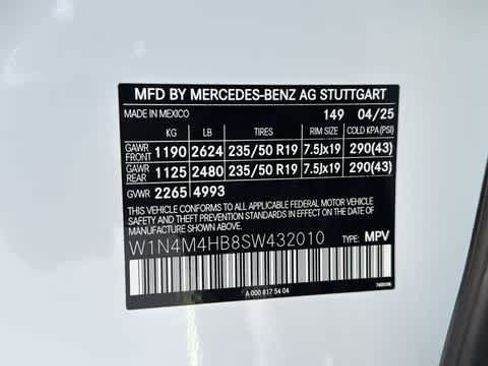 MFD BY MERCEDES-BENZ AG STUTTGART
MADE IN MEXICO 149 04/25
KG LB TIRES RIM SIZE COLD KPA(PSI)
GAWR FRONT 1190 2624 235/50 R19 7.5Jx19 290(43)
GAWR REAR 1125 2480 235/50 R19 7.5Jx19 290(43)
GVWR 2265 4993
THIS VEHICLE CONFORMS TO ALL APPLICABLE FEDERAL MOTOR VEHICLE
SAFETY AND THEFT PREVENTION STANDARDS IN EFFECT ON THE DATE
OF MANUFACTURE SHOWN ABOVE.
W1N4M4HB8SW432010 TYPE: MPV
A 000 817 54 04